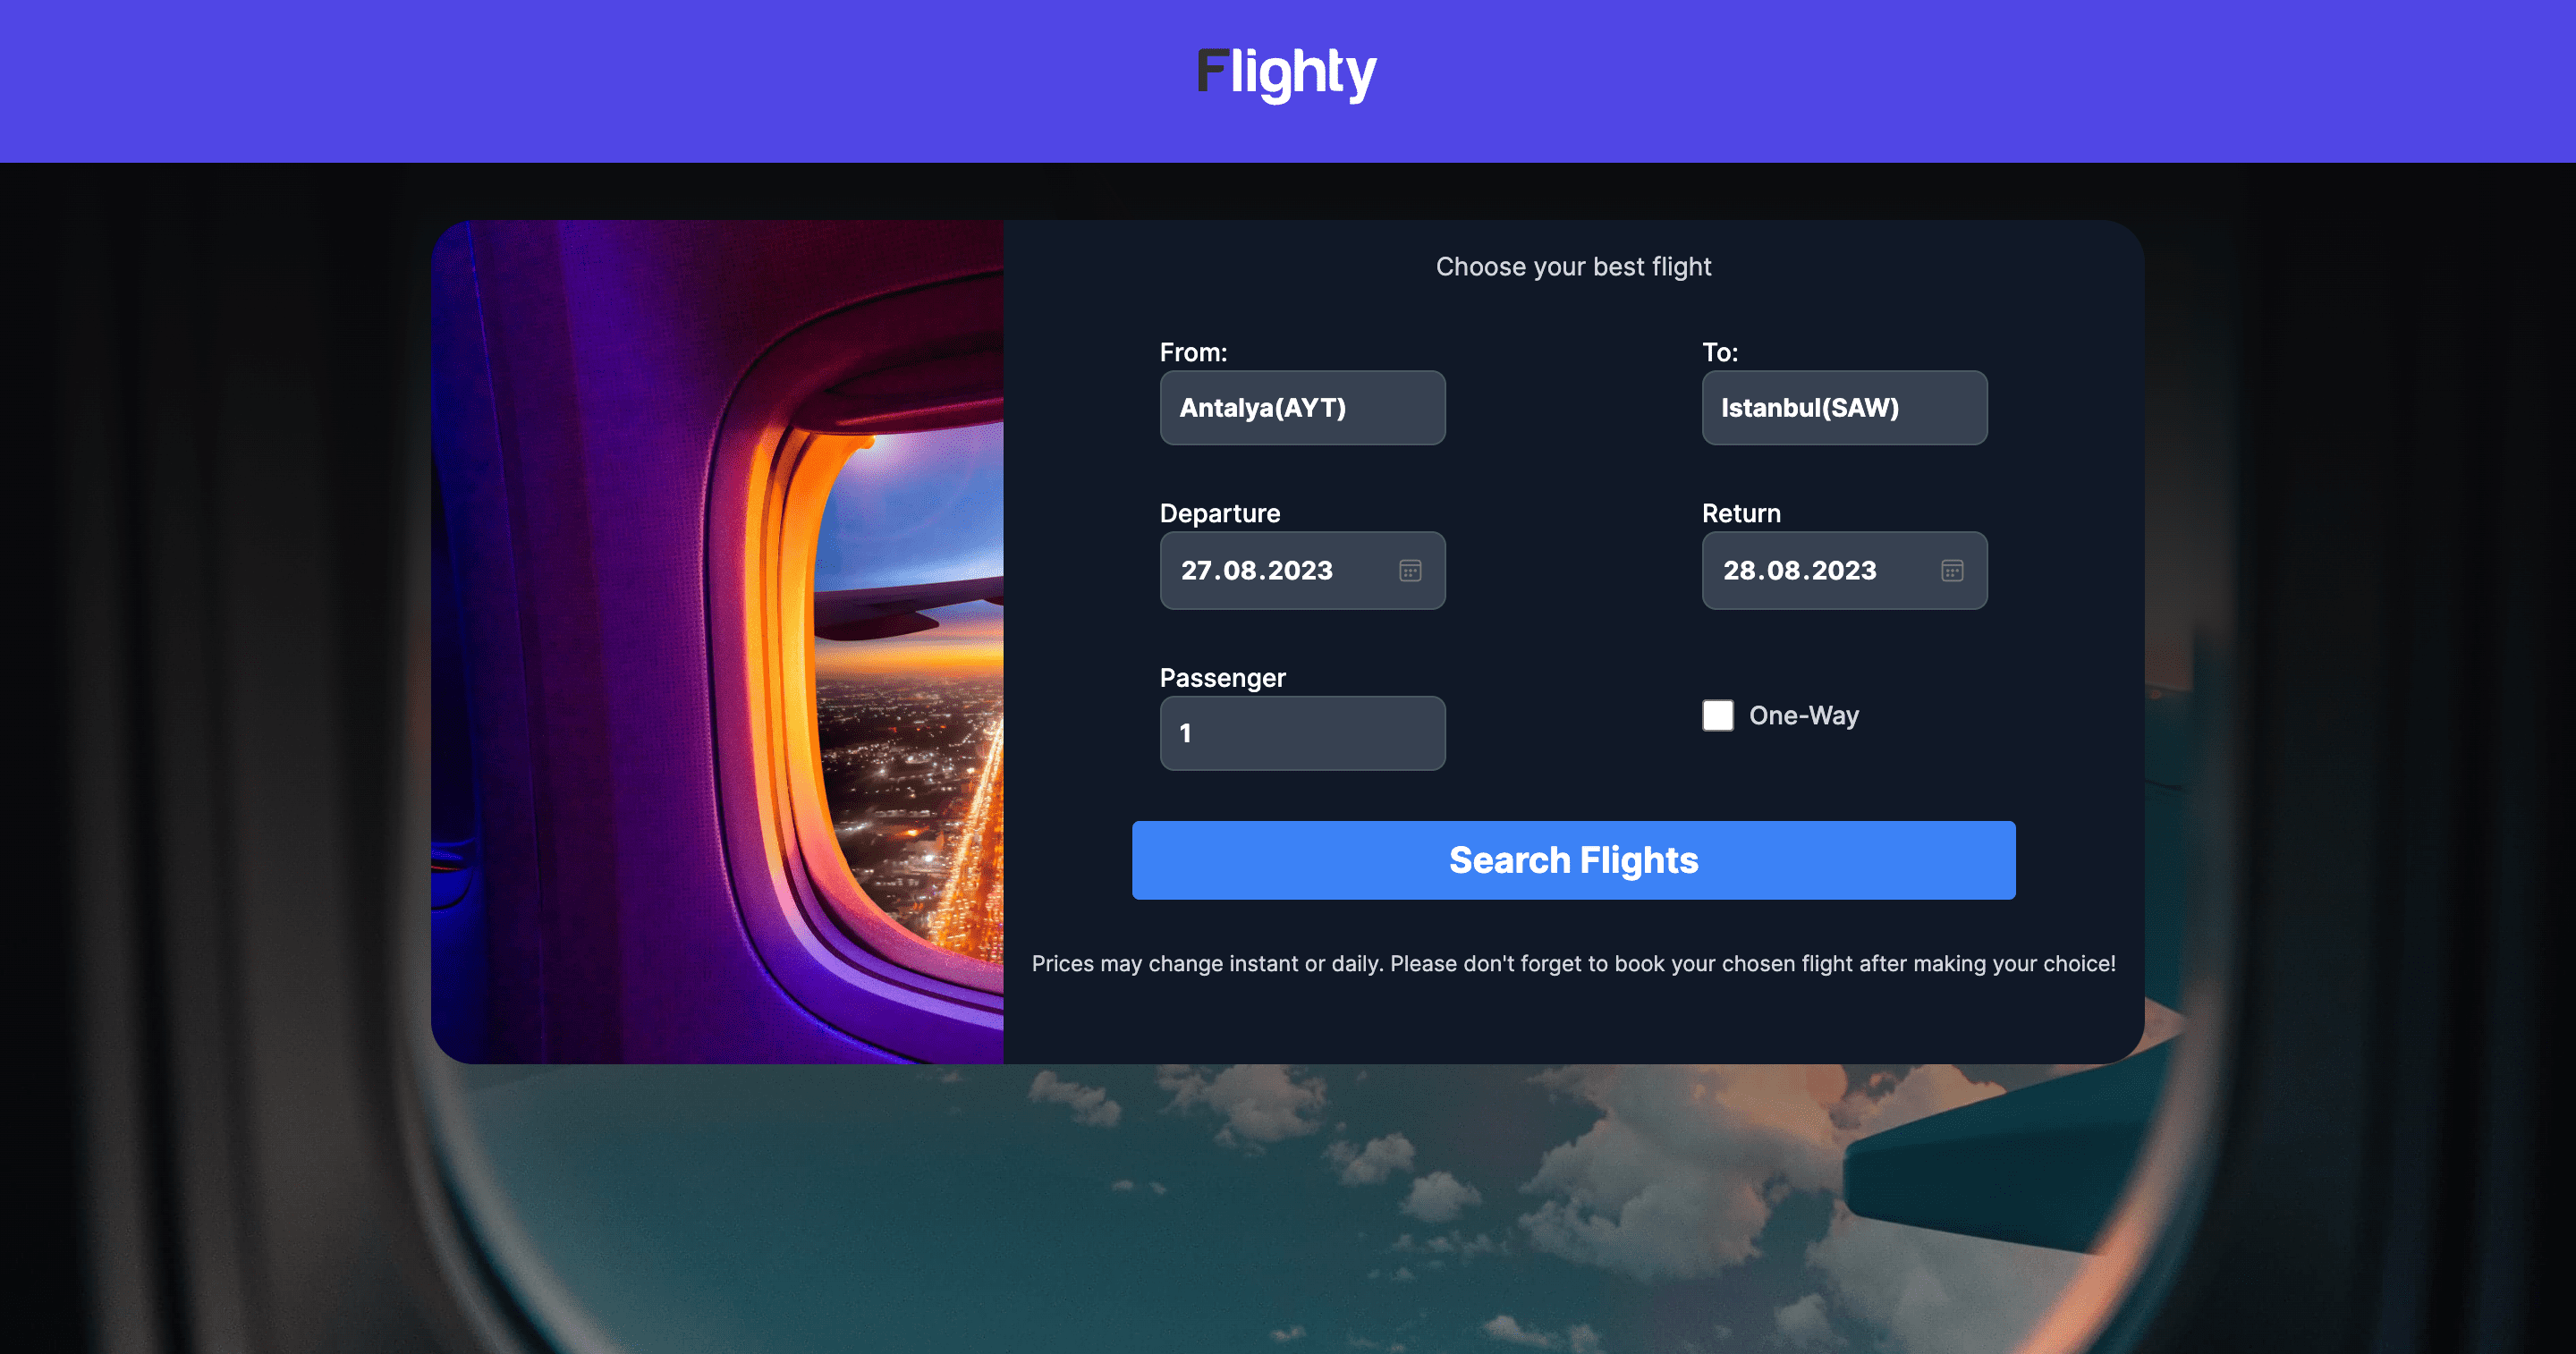 Flighty
Choose your best flight
From:
To:
Antalya(AYT)
Istanbul(SAW)
Departure
Return
27.08.2023
28.08.2023
Passenger
1
One-Way
Search Flights
Prices may change instant or daily. Please don't forget to book your chosen flight after making your choice!